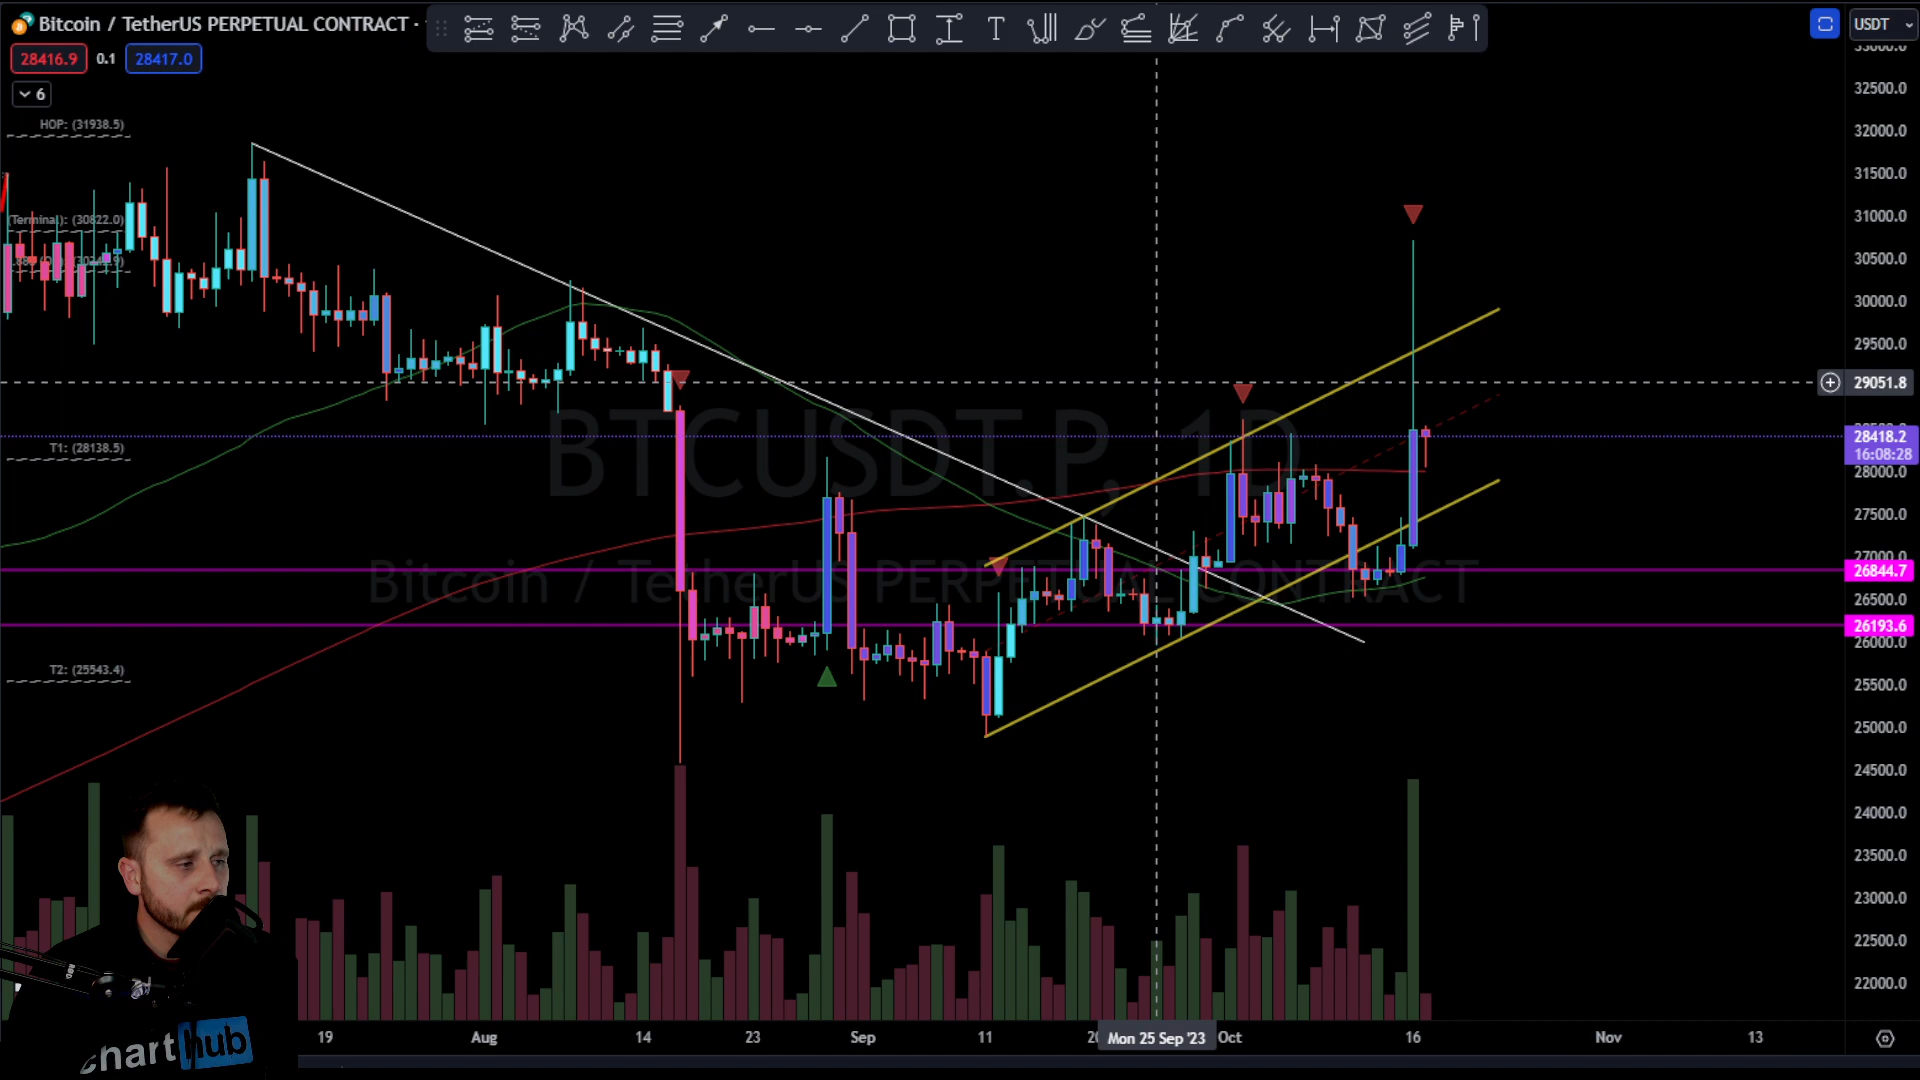 Bitcoin / TetherUS PERPETUAL CONTRACT ·
USDT
28416.9 0.1 28417.0
6
HOP: (31938.5)
(Terminal): (30822.0)
T1: (28138.5)
T2: (25543.4)
BTCUSDT.P, 1D
Bitcoin / TetherUS PERPETUAL CONTRACT
33000.0
32500.0
32000.0
31500.0
31000.0
30500.0
30000.0
29500.0
29051.8
28418.2
16:08:28
28000.0
27500.0
27000.0
26844.7
26500.0
26193.6
26000.0
25500.0
25000.0
24500.0
24000.0
23500.0
23000.0
22500.0
22000.0
19 Aug 14 23 Sep 11 Mon 25 Sep '23 Oct 16 Nov 13
charthub